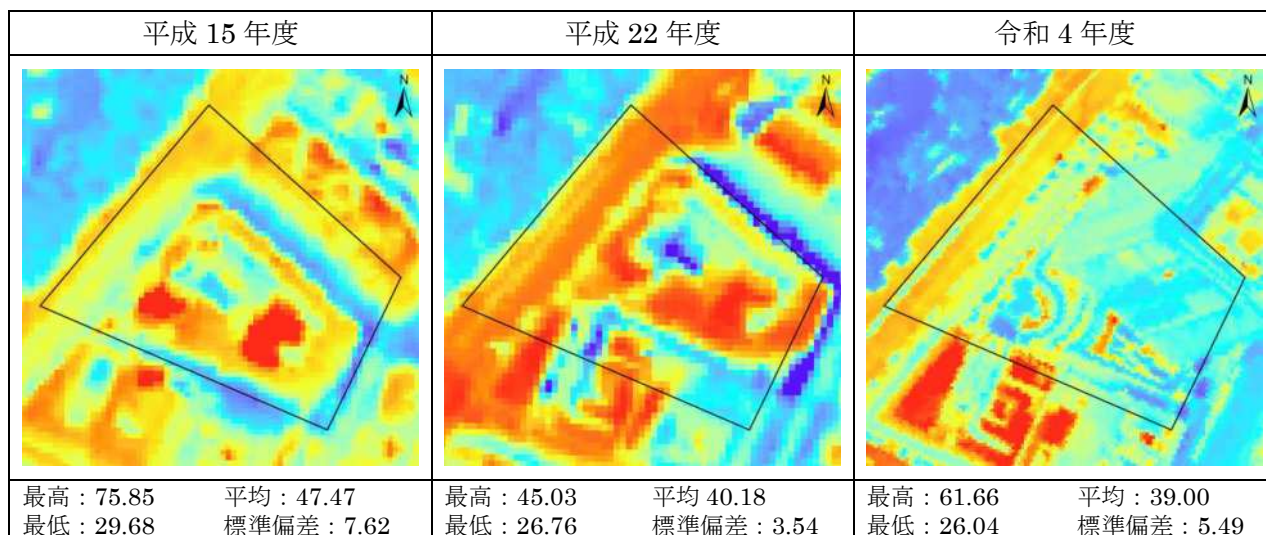 平成 15 年度
平成 22 年度
令和 4 年度
N
N
N
最高：75.85 平均：47.47
最低：29.68 標準偏差：7.62
最高：45.03 平均 40.18
最低：26.76 標準偏差：3.54
最高：61.66 平均：39.00
最低：26.04 標準偏差：5.49